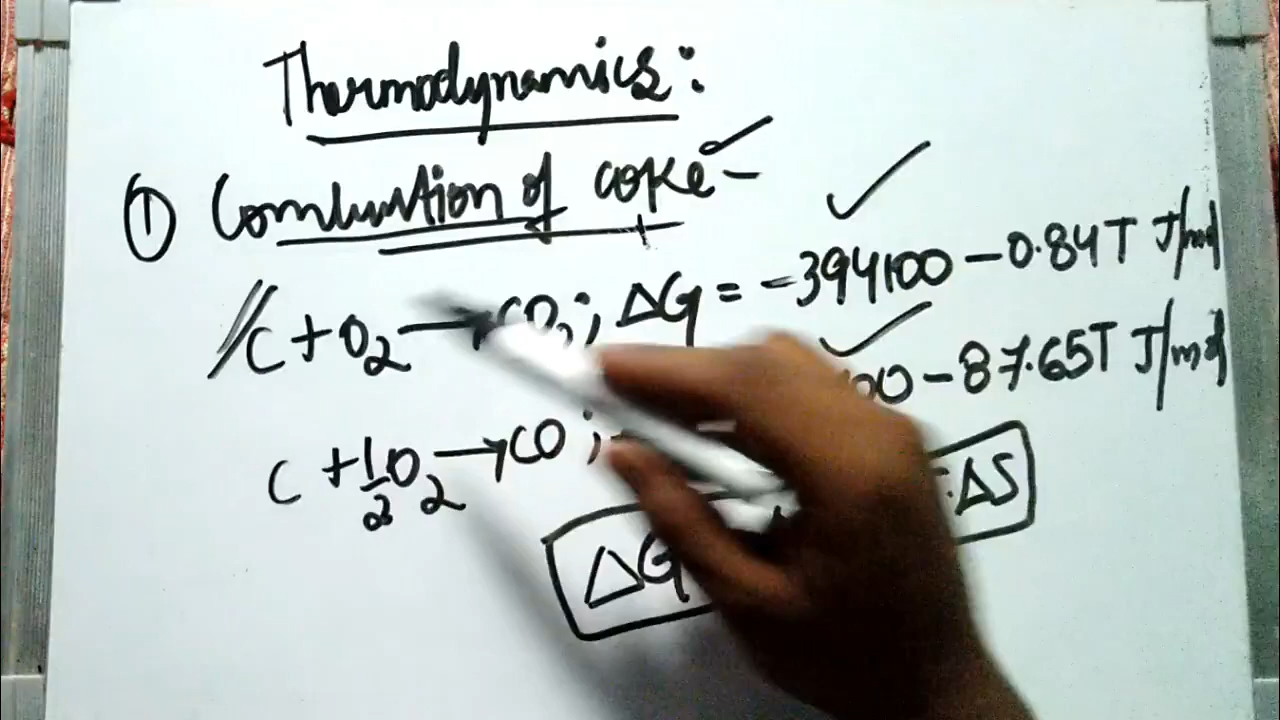 Thermodynamics:
① Combustion of coke -
C + O2 → CO2 ; ΔG = -394100 - 0.84T J/mol
C + 1/2 O2 → CO ; 00 - 87.65T J/mol
ΔG ΔS